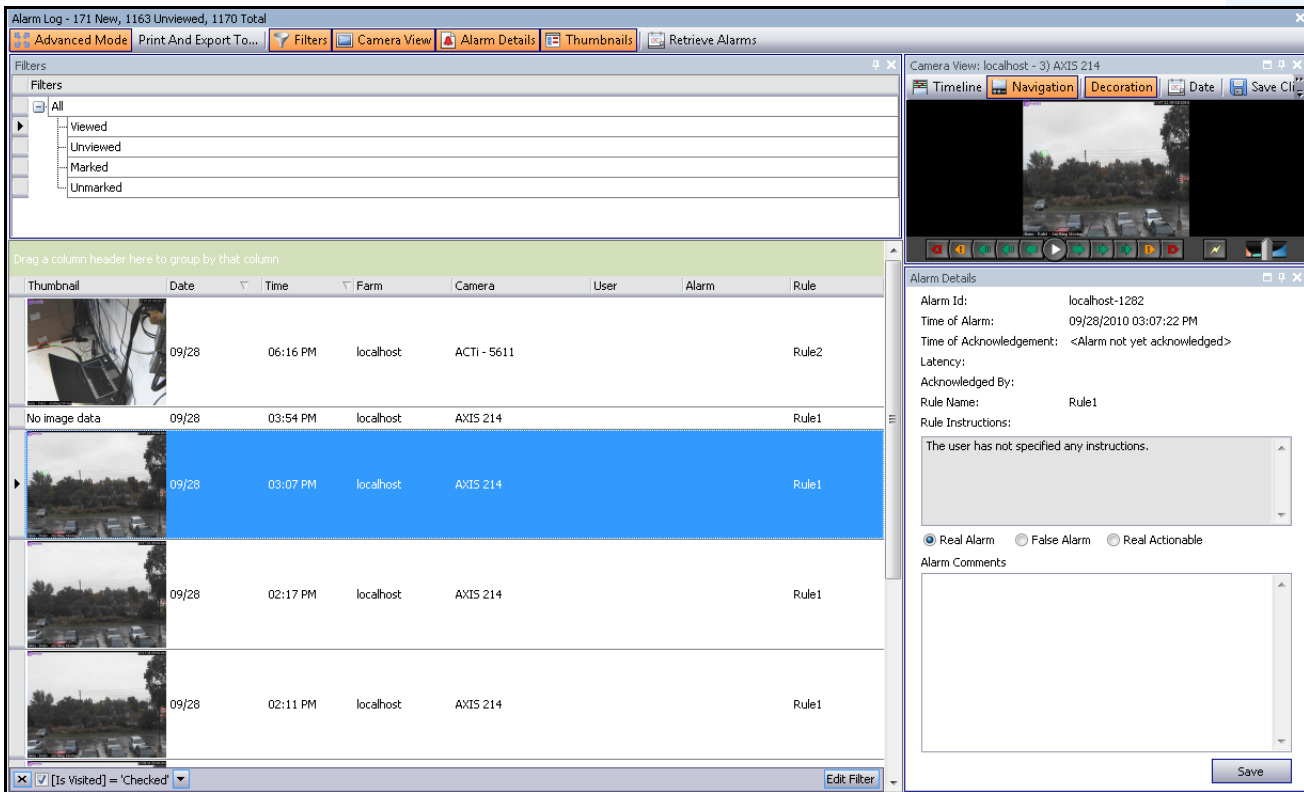 Alarm Log - 171 New, 1163 Unviewed, 1170 Total
Advanced Mode Print And Export To... Filters Camera View Alarm Details Thumbnails Retrieve Alarms
Filters
Filters
All
Viewed
Unviewed
Marked
Unmarked
Drag a column header here to group by that column
Thumbnail Date Time Farm Camera User Alarm Rule
09/28 06:16 PM localhost ACTi - 5611 Rule2
No image data 09/28 03:54 PM localhost AXIS 214 Rule1
09/28 03:07 PM localhost AXIS 214 Rule1
09/28 02:17 PM localhost AXIS 214 Rule1
09/28 02:11 PM localhost AXIS 214 Rule1
[Is Visited] = 'Checked' Edit Filter
Camera View: localhost - 3) AXIS 214
Timeline Navigation Decoration Date Save Cli
Alarm Details
Alarm Id: localhost-1282
Time of Alarm: 09/28/2010 03:07:22 PM
Time of Acknowledgement: <Alarm not yet acknowledged>
Latency:
Acknowledged By:
Rule Name: Rule1
Rule Instructions:
The user has not specified any instructions.
Real Alarm False Alarm Real Actionable
Alarm Comments
Save